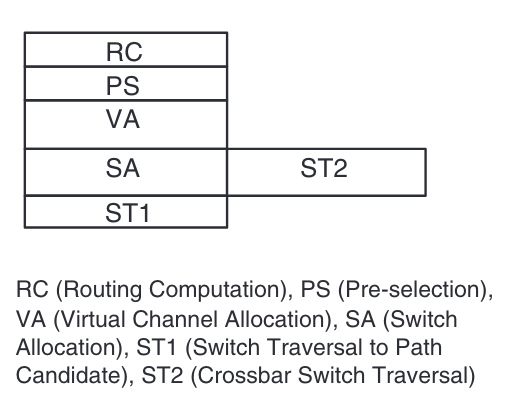 RC
PS
VA
SA ST2
ST1
RC (Routing Computation), PS (Pre-selection),
VA (Virtual Channel Allocation), SA (Switch
Allocation), ST1 (Switch Traversal to Path
Candidate), ST2 (Crossbar Switch Traversal)